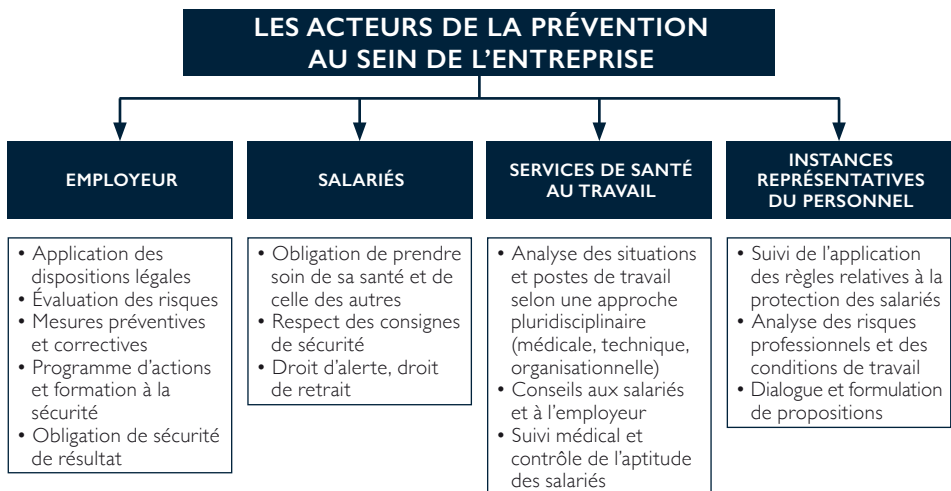 LES ACTEURS DE LA PRÉVENTION
AU SEIN DE L’ENTREPRISE
EMPLOYEUR
• Application des
dispositions légales
• Évaluation des risques
• Mesures préventives
et correctives
• Programme d’actions
et formation à la
sécurité
• Obligation de sécurité
de résultat
SALARIÉS
• Obligation de prendre
soin de sa santé et de
celle des autres
• Respect des consignes
de sécurité
• Droit d’alerte, droit
de retrait
SERVICES DE SANTÉ
AU TRAVAIL
• Analyse des situations
et postes de travail
selon une approche
pluridisciplinaire
(médicale, technique,
organisationnelle)
• Conseils aux salariés
et à l’employeur
• Suivi médical et
contrôle de l’aptitude
des salariés
INSTANCES
REPRÉSENTATIVES
DU PERSONNEL
• Suivi de l’application
des règles relatives à la
protection des salariés
• Analyse des risques
professionnels et des
conditions de travail
• Dialogue et formulation
de propositions